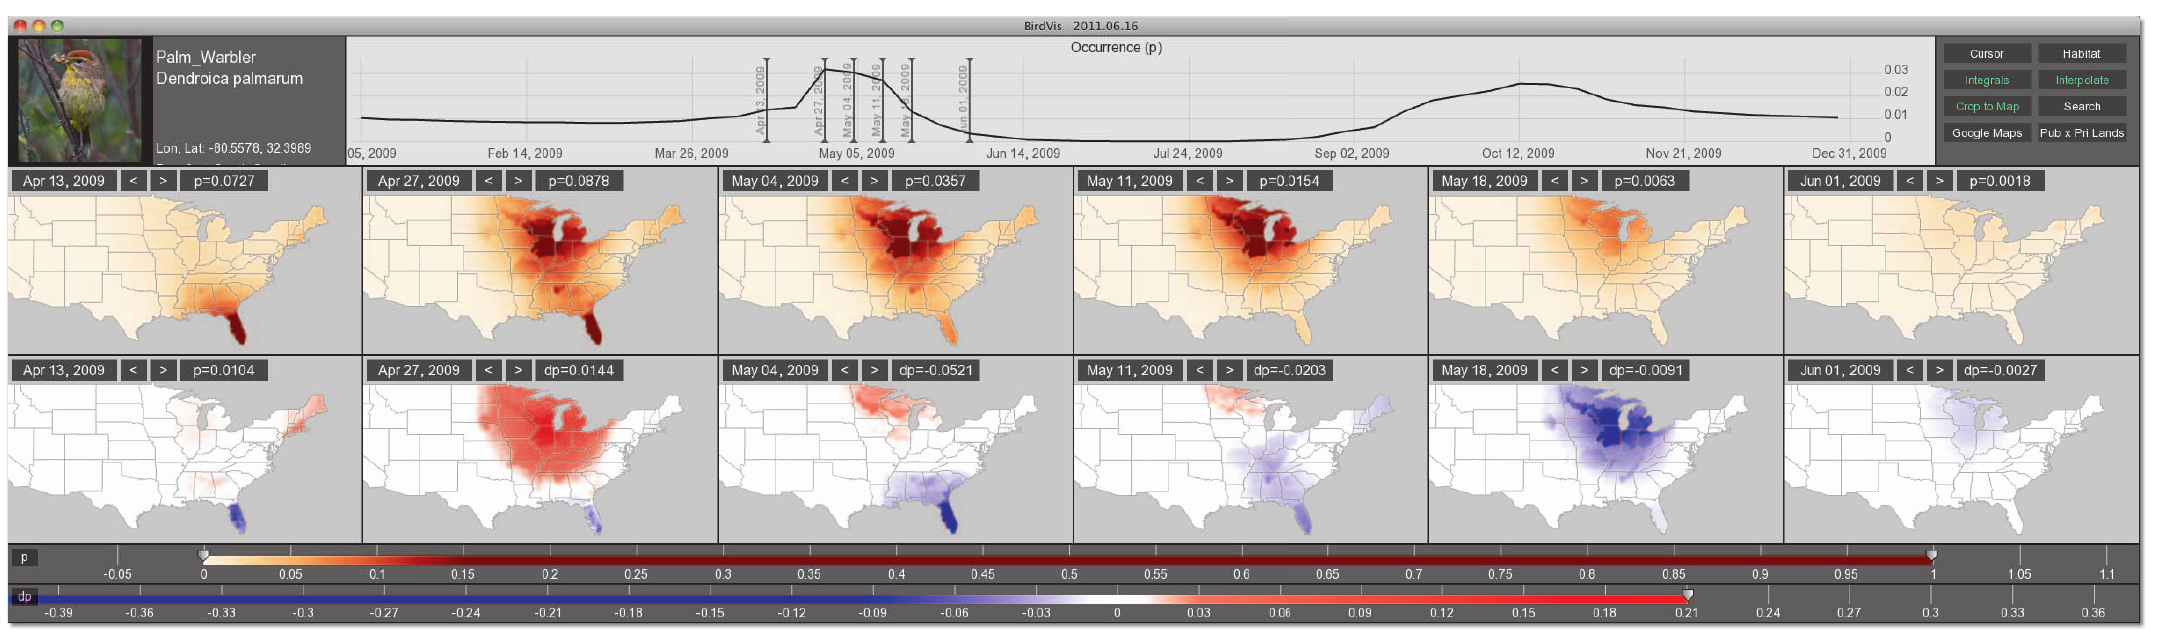 BirdVis 2011.06.16
Palm_Warbler
Dendroica palmarum
Lon, Lat: -80.5578, 32.3989
Occurrence (p)
Apr 13, 2009
Apr 27, 2009
May 04, 2009
May 11, 2009
May 18, 2009
Jun 01, 2009
0.03
0.02
0.01
0
05, 2009 Feb 14, 2009 Mar 26, 2009 May 05, 2009 Jun 14, 2009 Jul 24, 2009 Sep 02, 2009 Oct 12, 2009 Nov 21, 2009 Dec 31, 2009
Cursor Habitat
Integrals Interpolate
Crop to Map Search
Google Maps Pub x Pri Lands
Apr 13, 2009 < > p=0.0727
Apr 27, 2009 < > p=0.0878
May 04, 2009 < > p=0.0357
May 11, 2009 < > p=0.0154
May 18, 2009 < > p=0.0063
Jun 01, 2009 < > p=0.0018
Apr 13, 2009 < > p=0.0104
Apr 27, 2009 < > dp=0.0144
May 04, 2009 < > dp=-0.0521
May 11, 2009 < > dp=-0.0203
May 18, 2009 < > dp=-0.0091
Jun 01, 2009 < > dp=-0.0027
p
-0.05 0 0.05 0.1 0.15 0.2 0.25 0.3 0.35 0.4 0.45 0.5 0.55 0.6 0.65 0.7 0.75 0.8 0.85 0.9 0.95 1 1.05 1.1
dp
-0.39 -0.36 -0.33 -0.3 -0.27 -0.24 -0.21 -0.18 -0.15 -0.12 -0.09 -0.06 -0.03 0 0.03 0.06 0.09 0.12 0.15 0.18 0.21 0.24 0.27 0.3 0.33 0.36